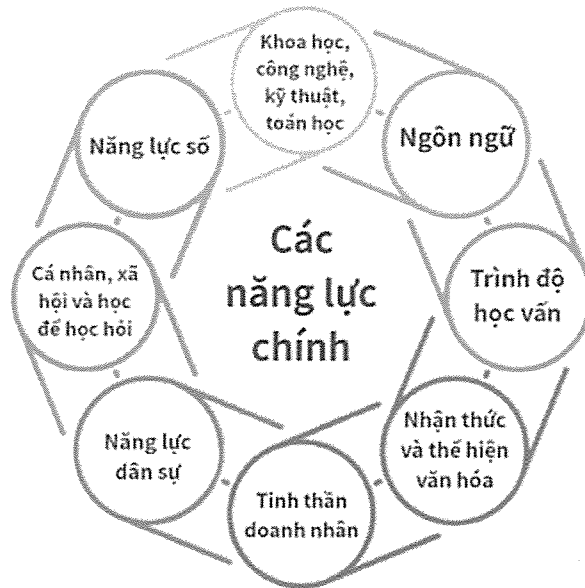 Khoa học,
công nghệ,
kỹ thuật,
toán học
Ngôn ngữ
Trình độ
học vấn
Nhận thức
và thể hiện
văn hóa
Tinh thần
doanh nhân
Năng lực
dân sự
Cá nhân, xã
hội và học
để học hỏi
Năng lực số
Các
năng lực
chính